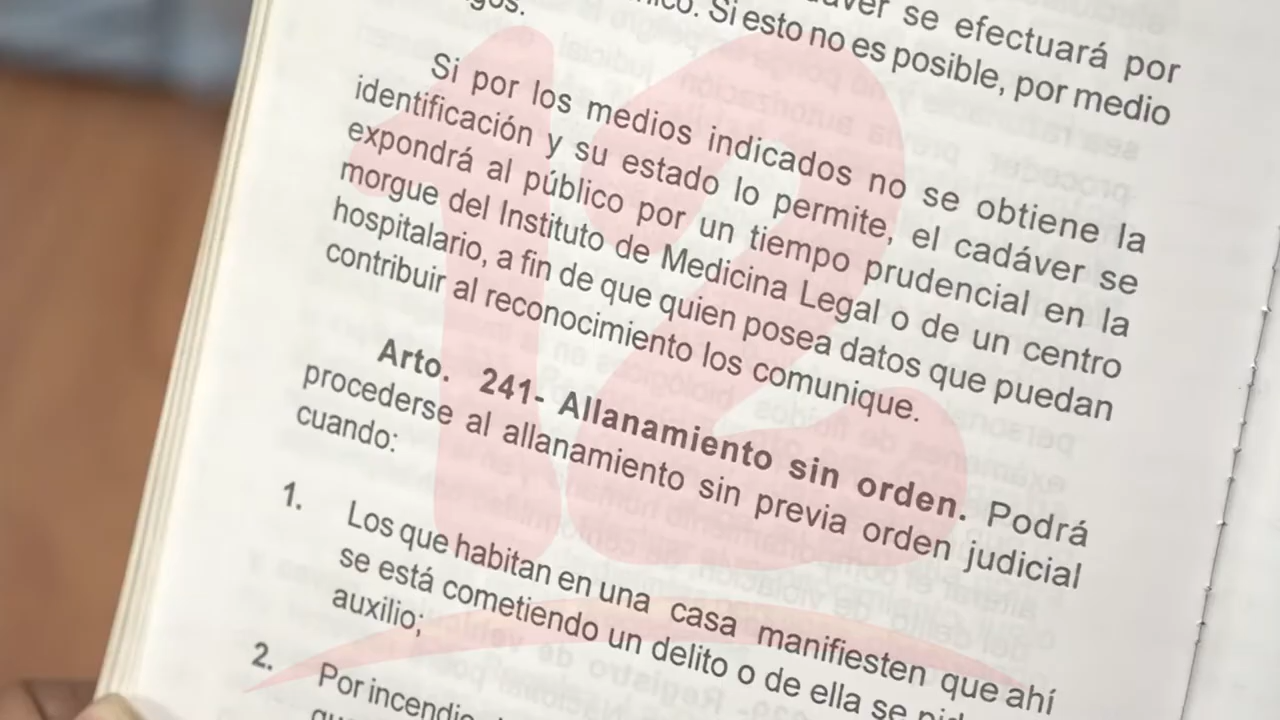 se efectuará por
Si esto no es posible, por medio
Si por los medios indicados no se obtiene la
identificación y su estado lo permite, el cadáver se
expondrá al público por un tiempo prudencial en la
morgue del Instituto de Medicina Legal o de un centro
hospitalario, a fin de que quien posea datos que puedan
contribuir al reconocimiento los comunique.
Arto. 241- Allanamiento sin orden. Podrá
procederse al allanamiento sin previa orden judicial
cuando:
1. Los que habitan en una casa manifiesten que ahí
se está cometiendo un delito o de ella se
auxilio;
2. Por incendio
12